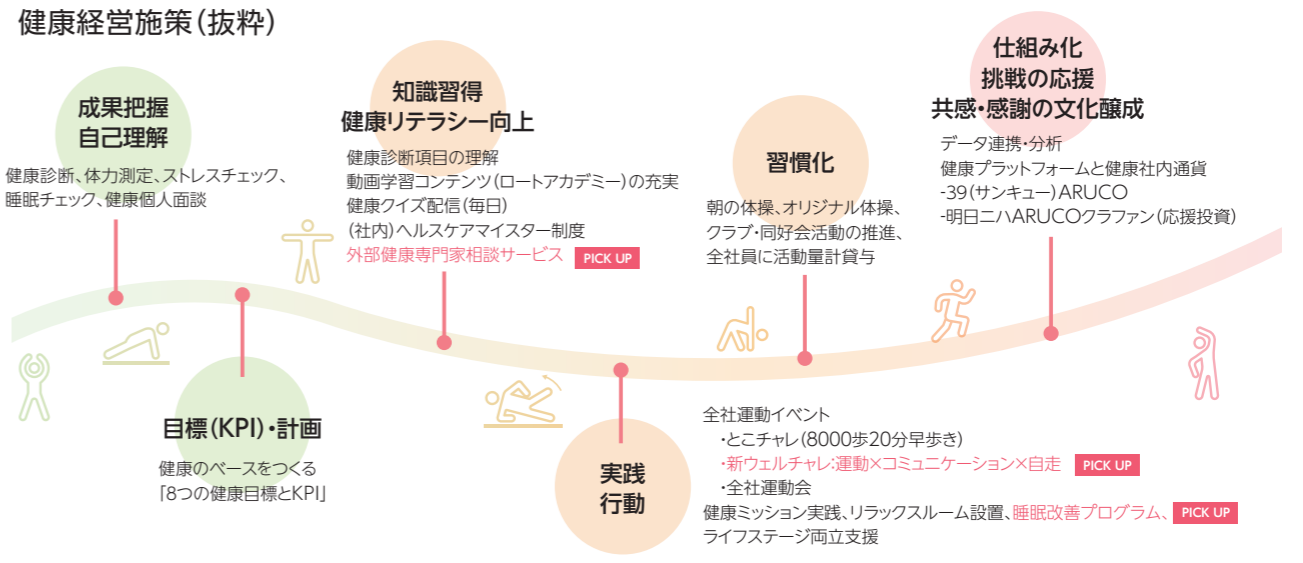 健康経営施策(抜粋)
成果把握
自己理解
健康診断、体力測定、ストレスチェック、
睡眠チェック、健康個人面談
目標(KPI)・計画
健康のベースをつくる
「8つの健康目標とKPI」
知識習得
健康リテラシー向上
健康診断項目の理解
動画学習コンテンツ(ロートアカデミー)の充実
健康クイズ配信(毎日)
(社内)ヘルスケアマイスター制度
外部健康専門家相談サービス PICK UP
実践
行動
全社運動イベント
・とこチャレ(8000歩20分早歩き)
・新ウェルチャレ:運動×コミュニケーション×自走 PICK UP
・全社運動会
健康ミッション実践、リラックスルーム設置、睡眠改善プログラム、 PICK UP
ライフステージ両立支援
習慣化
朝の体操、オリジナル体操、
クラブ・同好会活動の推進、
全社員に活動量計貸与
仕組み化
挑戦の応援
共感・感謝の文化醸成
データ連携・分析
健康プラットフォームと健康社内通貨
-39(サンキュー)ARUCO
-明日ニハARUCOクラファン(応援投資)